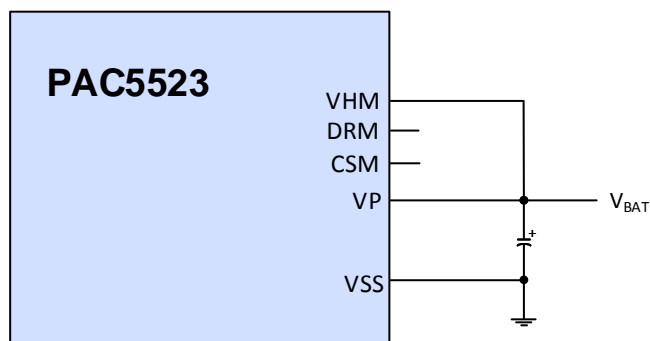 PAC5523
VHM
DRM
CSM
VP
VBAT
+
VSS